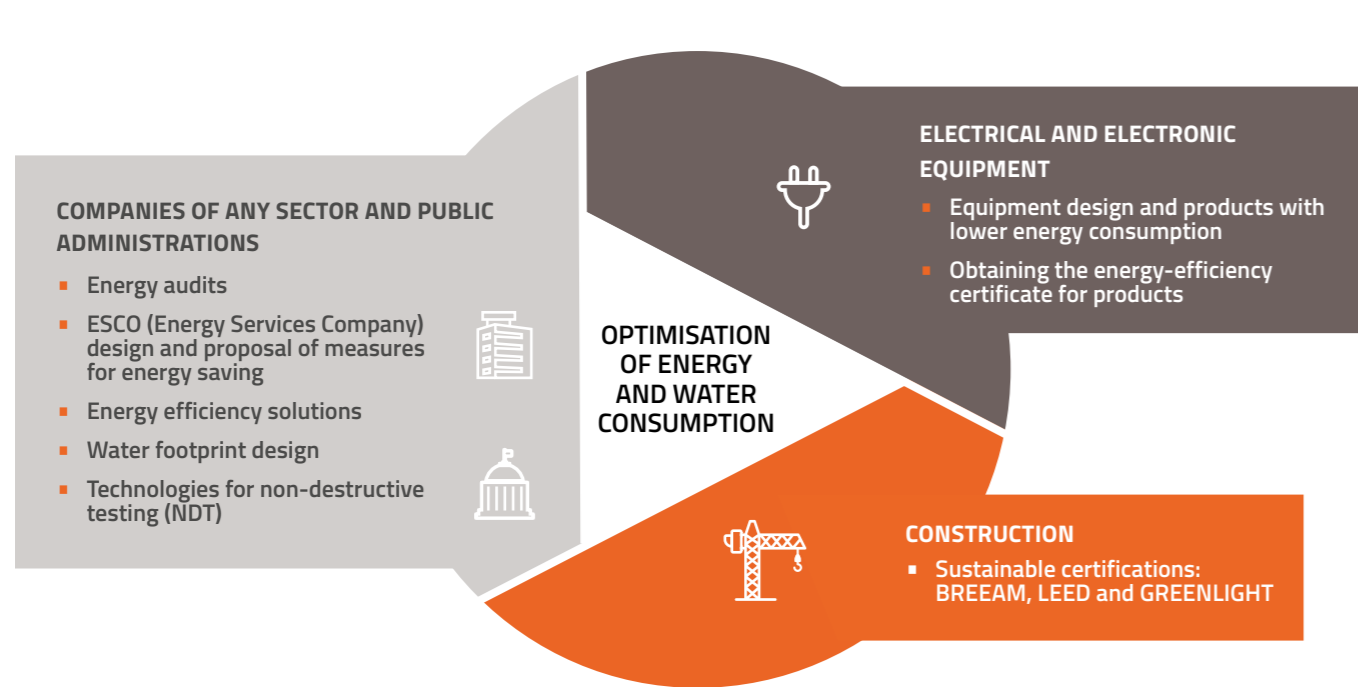 COMPANIES OF ANY SECTOR AND PUBLIC
ADMINISTRATIONS
▪ Energy audits
▪ ESCO (Energy Services Company)
design and proposal of measures
for energy saving
▪ Energy efficiency solutions
▪ Water footprint design
▪ Technologies for non-destructive
testing (NDT)
OPTIMISATION
OF ENERGY
AND WATER
CONSUMPTION
ELECTRICAL AND ELECTRONIC
EQUIPMENT
▪ Equipment design and products with
lower energy consumption
▪ Obtaining the energy-efficiency
certificate for products
CONSTRUCTION
▪ Sustainable certifications:
BREEAM, LEED and GREENLIGHT